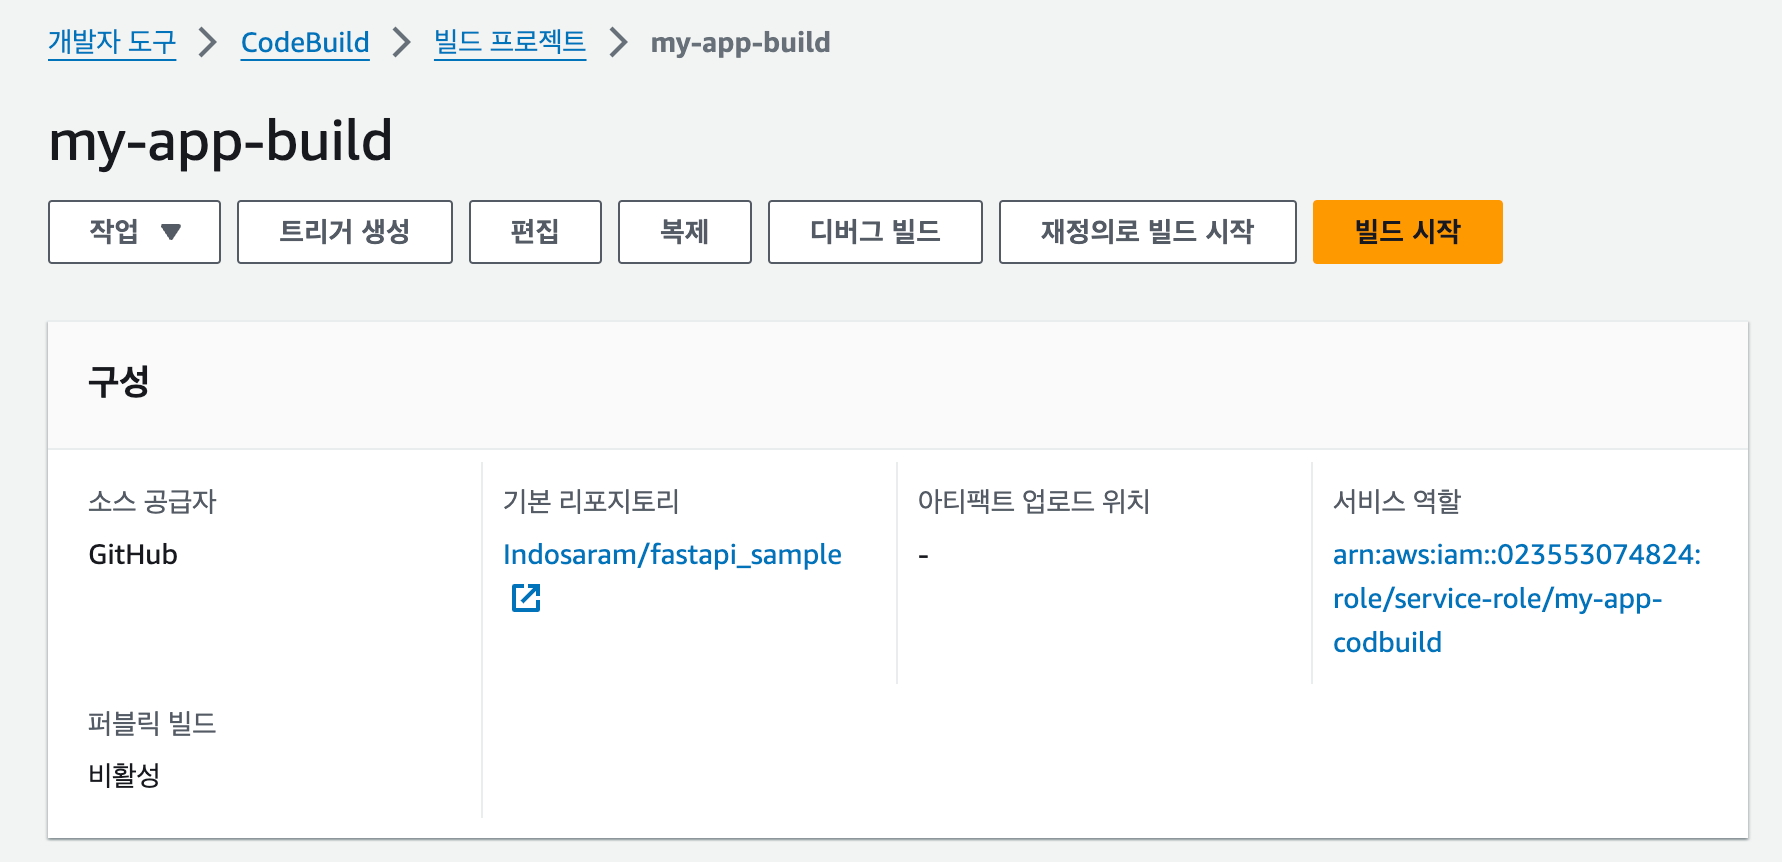 개발자 도구 > CodeBuild > 빌드 프로젝트 > my-app-build
my-app-build
작업 ▼ 트리거 생성 편집 복제 디버그 빌드 재정의로 빌드 시작 빌드 시작
구성
소스 공급자
GitHub
기본 리포지토리
Indosaram/fastapi_sample
아티팩트 업로드 위치
-
서비스 역할
arn:aws:iam::023553074824:
role/service-role/my-app-
codbuild
퍼블릭 빌드
비활성